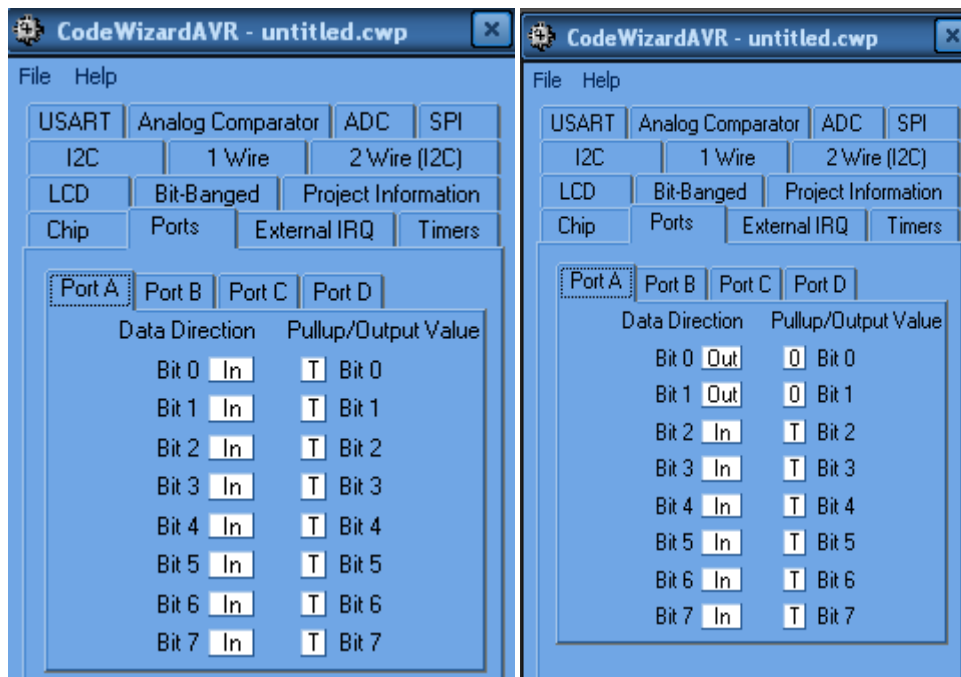 CodeWizardAVR - untitled.cwp
File Help
USART Analog Comparator ADC SPI
I2C 1 Wire 2 Wire (I2C)
LCD Bit-Banged Project Information
Chip Ports External IRQ Timers
Port A Port B Port C Port D
Data Direction Pullup/Output Value
Bit 0 In T Bit 0
Bit 1 In T Bit 1
Bit 2 In T Bit 2
Bit 3 In T Bit 3
Bit 4 In T Bit 4
Bit 5 In T Bit 5
Bit 6 In T Bit 6
Bit 7 In T Bit 7
CodeWizardAVR - untitled.cwp
File Help
USART Analog Comparator ADC SPI
I2C 1 Wire 2 Wire (I2C)
LCD Bit-Banged Project Information
Chip Ports External IRQ Timers
Port A Port B Port C Port D
Data Direction Pullup/Output Value
Bit 0 Out 0 Bit 0
Bit 1 Out 0 Bit 1
Bit 2 In T Bit 2
Bit 3 In T Bit 3
Bit 4 In T Bit 4
Bit 5 In T Bit 5
Bit 6 In T Bit 6
Bit 7 In T Bit 7